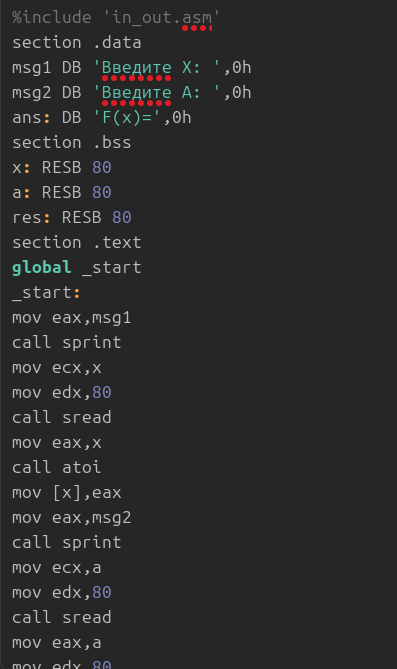 %include 'in_out.asm'
section .data
msg1 DB 'Введите X: ',0h
msg2 DB 'Введите A: ',0h
ans: DB 'F(x)=',0h
section .bss
x: RESB 80
a: RESB 80
res: RESB 80
section .text
global _start
_start:
mov eax,msg1
call sprint
mov ecx,x
mov edx,80
call sread
mov eax,x
call atoi
mov [x],eax
mov eax,msg2
call sprint
mov ecx,a
mov edx,80
call sread
mov eax,a
mov edx,80